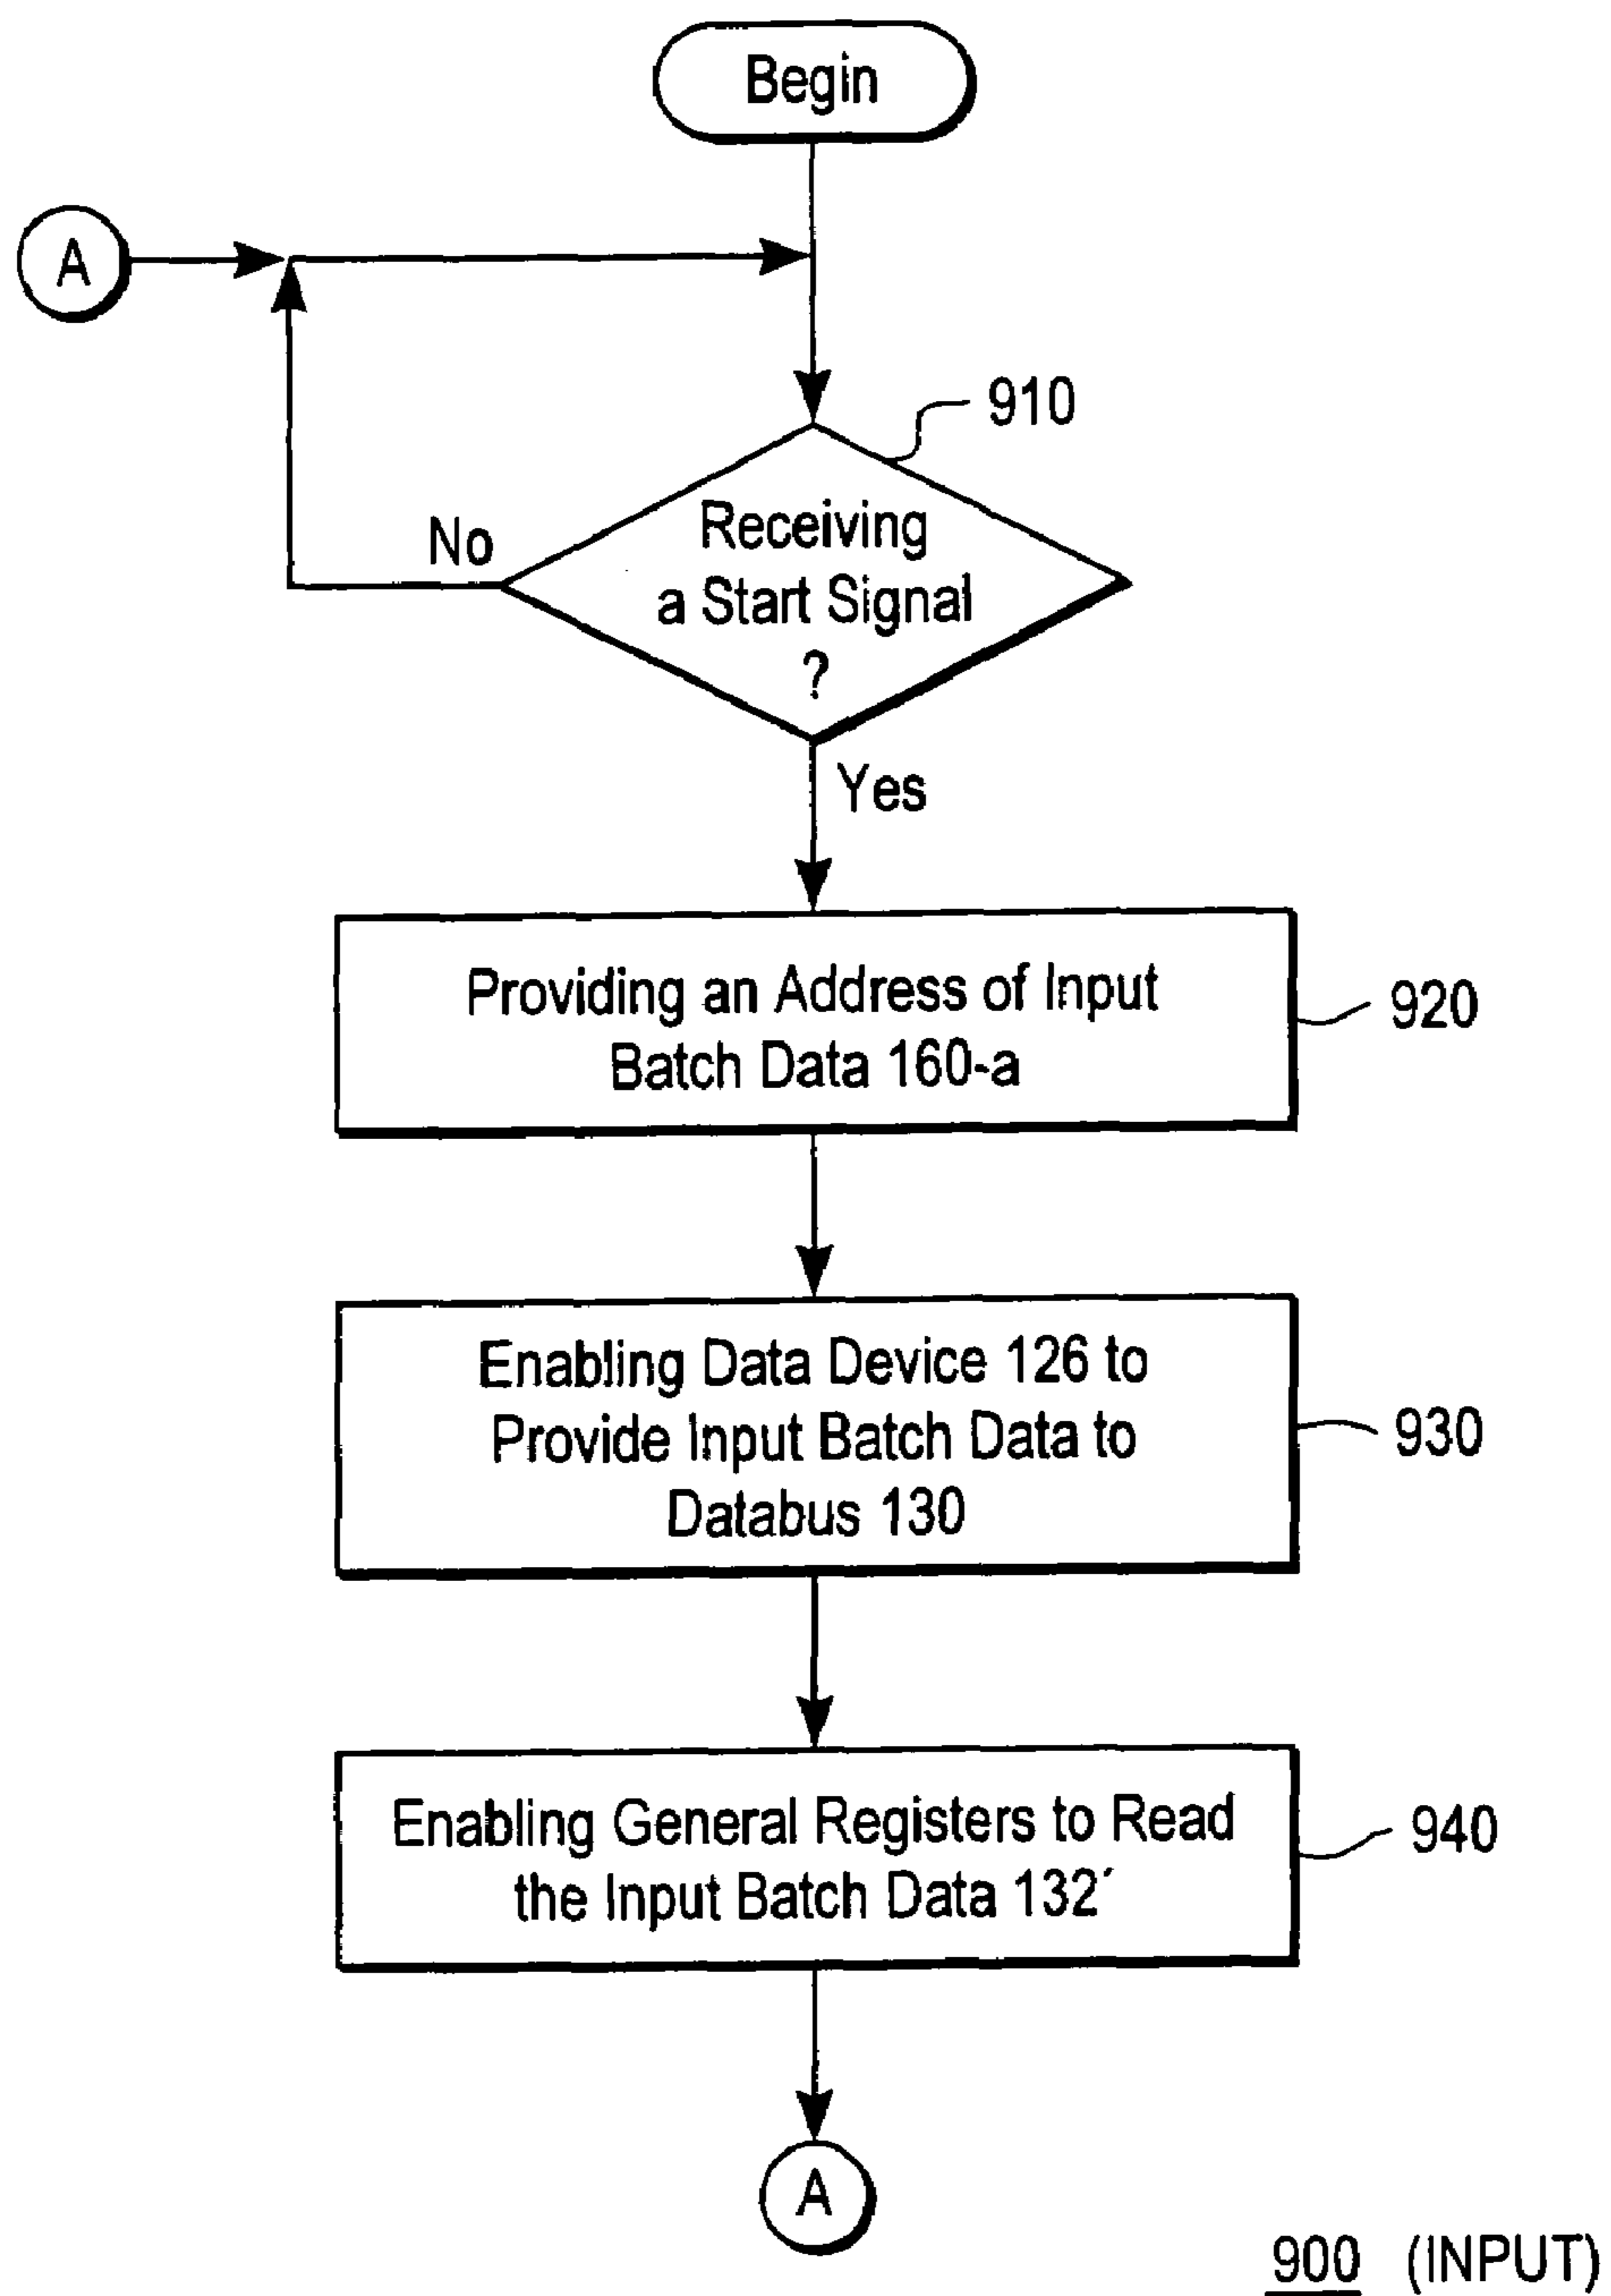 Begin
A
910
Receiving
a Start Signal
?
No
Yes
Providing an Address of Input
Batch Data 160-a
920
Enabling Data Device 126 to
Provide Input Batch Data to
Databus 130
930
Enabling General Registers to Read
the Input Batch Data 132´
940
A
900 (INPUT)